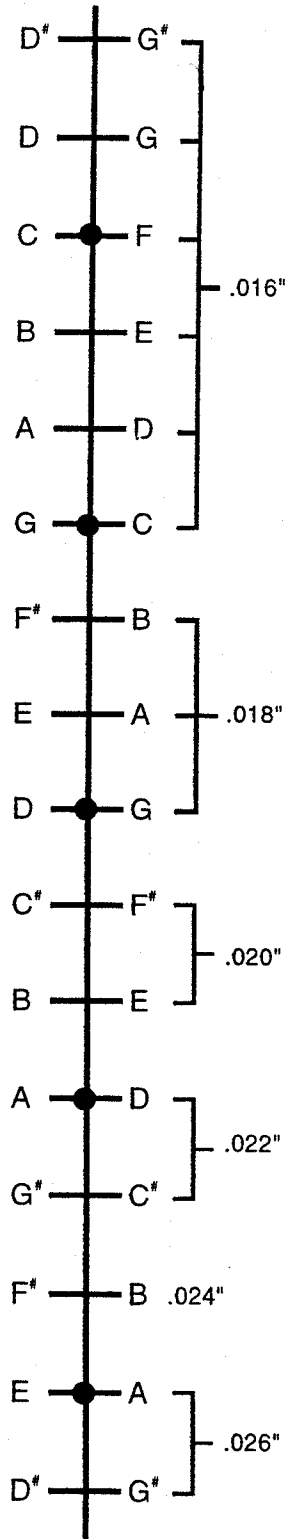 D# G#
D G
C F
.016"
B E
A D
G C
F# B
E A .018"
D G
C# F#
.020"
B E
A D
.022"
G# C#
F# B .024"
E A
.026"
D# G#